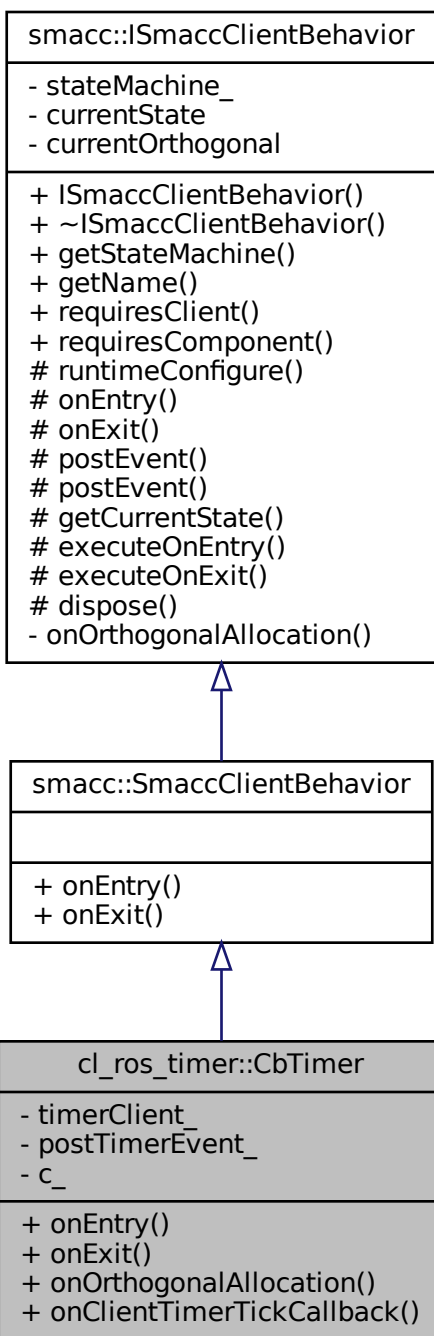 smacc::ISmaccClientBehavior
- stateMachine_
- currentState
- currentOrthogonal
+ ISmaccClientBehavior()
+ ~ISmaccClientBehavior()
+ getStateMachine()
+ getName()
+ requiresClient()
+ requiresComponent()
# runtimeConfigure()
# onEntry()
# onExit()
# postEvent()
# postEvent()
# getCurrentState()
# executeOnEntry()
# executeOnExit()
# dispose()
- onOrthogonalAllocation()
smacc::SmaccClientBehavior
+ onEntry()
+ onExit()
cl_ros_timer::CbTimer
- timerClient_
- postTimerEvent_
- c_
+ onEntry()
+ onExit()
+ onOrthogonalAllocation()
+ onClientTimerTickCallback()